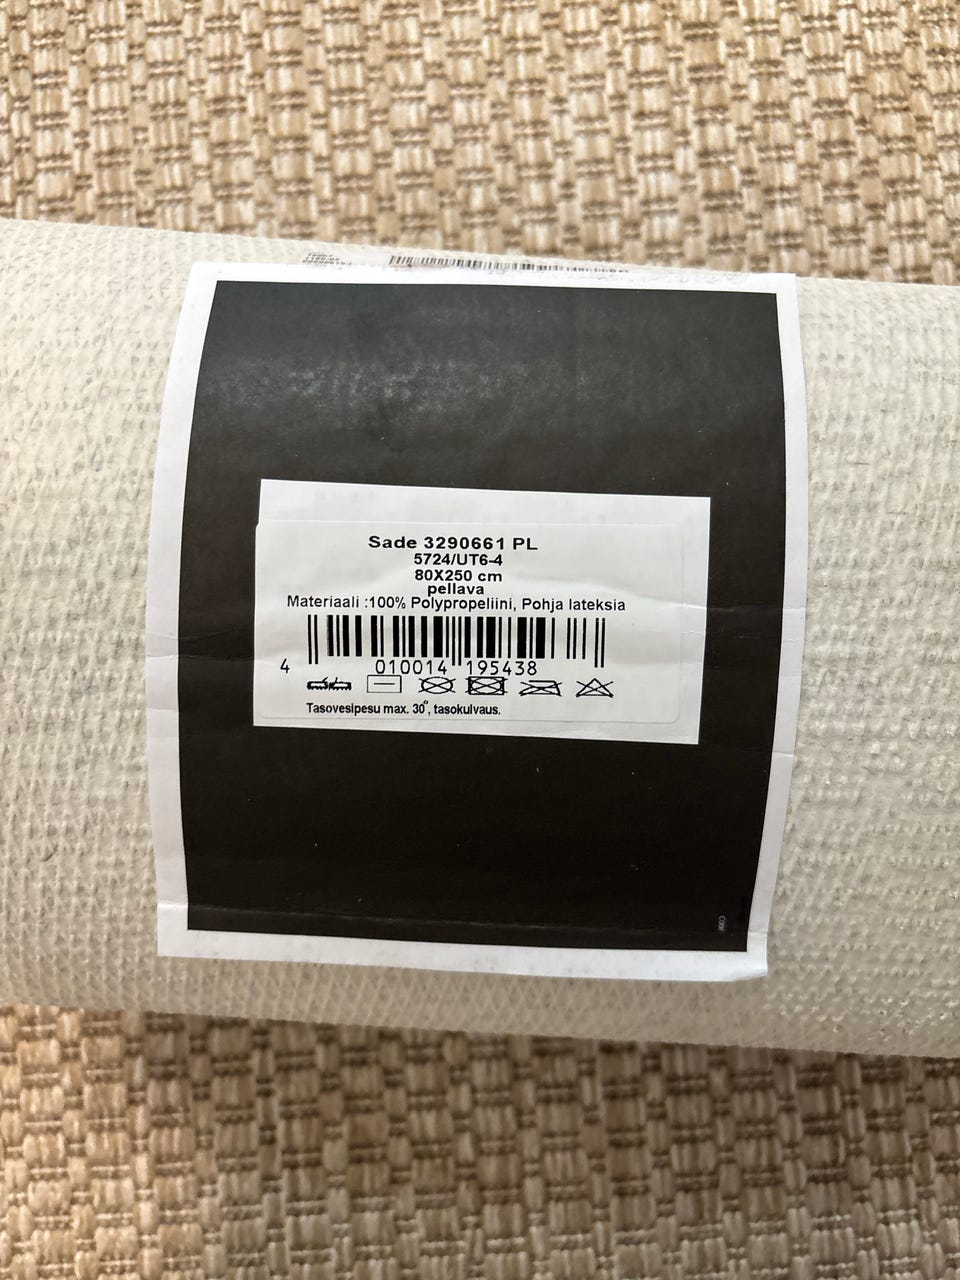 Sade 3290661 PL
5724/UT6-4
80X250 cm
pellava
Materiaali :100% Polypropeliini, Pohja lateksia
4 010014 195438
Tasovesipesu max. 30°, tasokulvaus.